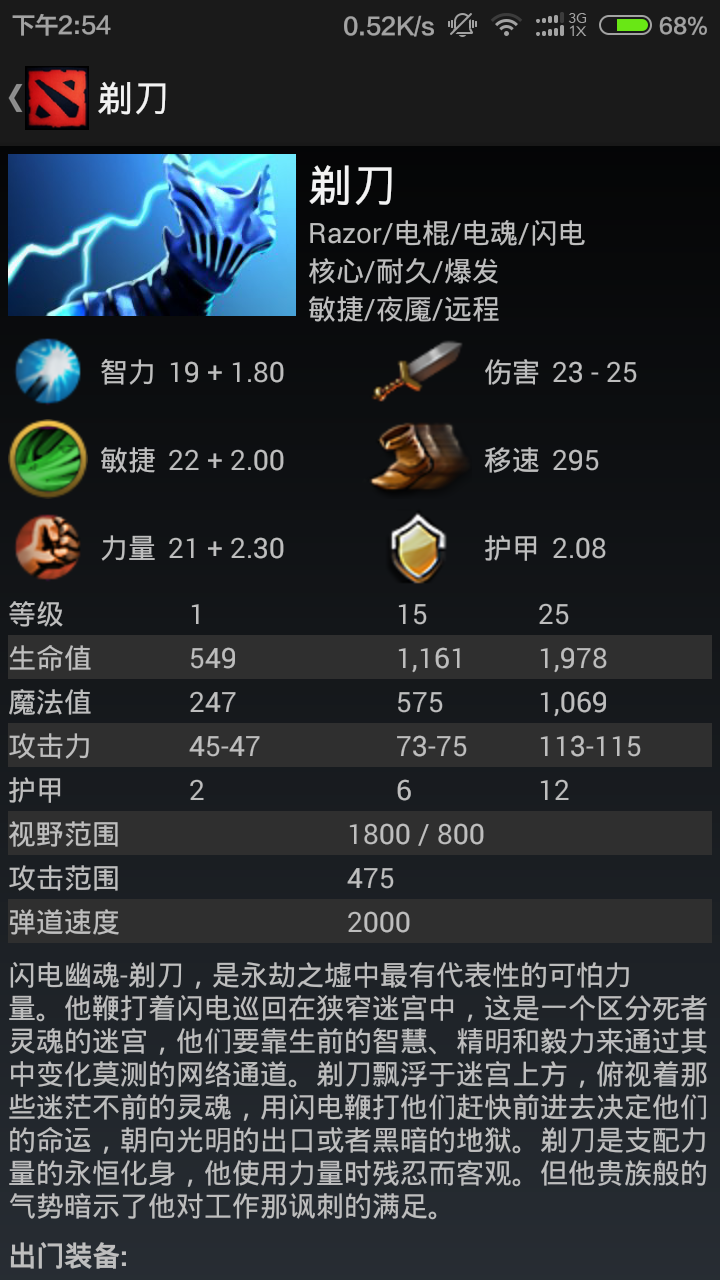 下午2:54 0.52K/s 3G 1X 68%
剃刀
剃刀
Razor/电棍/电魂/闪电
核心/耐久/爆发
敏捷/夜魇/远程
智力 19 + 1.80 伤害 23 - 25
敏捷 22 + 2.00 移速 295
力量 21 + 2.30 护甲 2.08
等级 1 15 25
生命值 549 1,161 1,978
魔法值 247 575 1,069
攻击力 45-47 73-75 113-115
护甲 2 6 12
视野范围 1800 / 800
攻击范围 475
弹道速度 2000
闪电幽魂-剃刀，是永劫之墟中最有代表性的可怕力
量。他鞭打着闪电巡回在狭窄迷宫中，这是一个区分死者
灵魂的迷宫，他们要靠生前的智慧、精明和毅力来通过其
中变化莫测的网络通道。剃刀飘浮于迷宫上方，俯视着那
些迷茫不前的灵魂，用闪电鞭打他们赶快前进去决定他们
的命运，朝向光明的出口或者黑暗的地狱。剃刀是支配力
量的永恒化身，他使用力量时残忍而客观。但他贵族般的
气势暗示了他对工作那讽刺的满足。
出门装备: